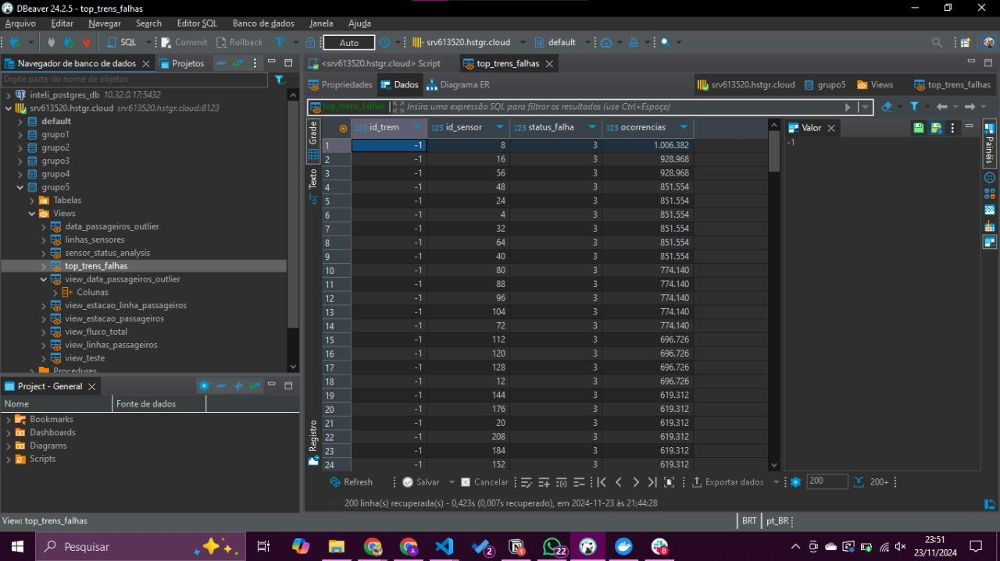 DBeaver 24.2.5 - top_trens_falhas
Arquivo Editar Navegar Search Editor SQL Banco de dados Janela Ajuda
SQL Commit Rollback Auto srv613520.hstgr.cloud default
Navegador de banco de dados Projetos
Digite parte do nome de objetos
inteli_postgres_db 10.32.0.17:5432
srv613520.hstgr.cloud srv613520.hstgr.cloud:8123
default
grupo1
grupo2
grupo3
grupo4
grupo5
Tabelas
Views
data_passageiros_outlier
linhas_sensores
sensor_status_analysis
top_trens_falhas
view_data_passageiros_outlier
Colunas
view_estacao_linha_passageiros
view_estacao_passageiros
view_fluxo_total
view_linhas_passageiros
view_teste
Procedures
Project - General
Nome Fonte de dados
Bookmarks
Dashboards
Diagrams
Scripts
<srv613520.hstgr.cloud> Script top_trens_falhas
Propriedades Dados Diagrama ER srv613520.hstgr.cloud grupo5 Views top_trens_falhas
top_trens_falhas Insira uma expressão SQL para filtrar os resultados (use Ctrl+Espaço)
Grade
Texto
Registro
123 id_trem 123 id_sensor 123 status_falha 123 ocorrencias
1 -1 8 3 1.006.382
2 -1 16 3 928.968
3 -1 56 3 928.968
4 -1 48 3 851.554
5 -1 24 3 851.554
6 -1 4 3 851.554
7 -1 32 3 851.554
8 -1 64 3 851.554
9 -1 40 3 851.554
10 -1 80 3 774.140
11 -1 88 3 774.140
12 -1 96 3 774.140
13 -1 104 3 774.140
14 -1 72 3 774.140
15 -1 112 3 696.726
16 -1 120 3 696.726
17 -1 128 3 696.726
18 -1 12 3 696.726
19 -1 144 3 619.312
20 -1 176 3 619.312
21 -1 20 3 619.312
22 -1 208 3 619.312
23 -1 184 3 619.312
24 -1 152 3 619.312
Valor
-1
Painéis
Refresh Salvar Cancelar Exportar dados 200 200+
200 linha(s) recuperada(s) - 0,423s (0,007s recuperado), em 2024-11-23 às 21:44:28
View: top_trens_falhas BRT pt_BR
Pesquisar
2
1
22
8
23:51
23/11/2024